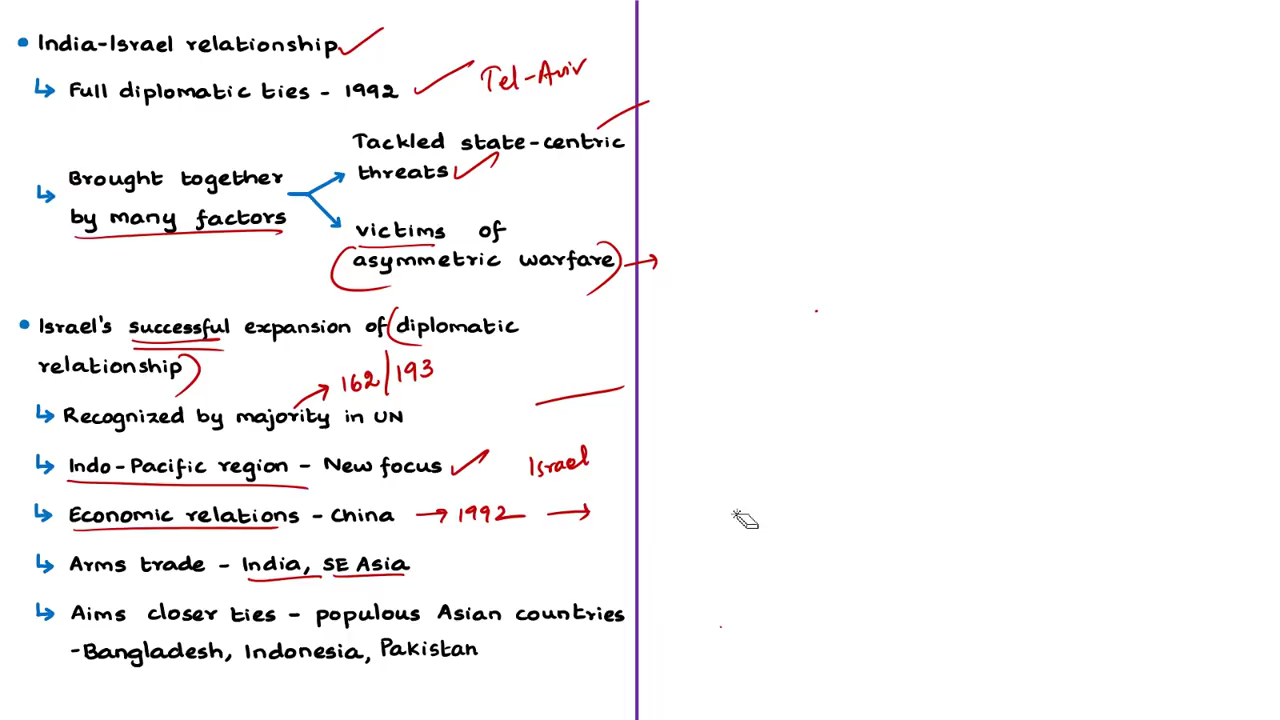 • India-Israel relationship
↳ Full diplomatic ties - 1992 Tel-Aviv
Tackled state-centric
threats
↳ Brought together
by many factors
victims of
asymmetric warfare →
• Israel's successful expansion of (diplomatic
relationship)
→ 162/193
↳ Recognized by majority in UN
↳ Indo-Pacific region - New focus Israel
↳ Economic relations - China → 1992 →
↳ Arms trade - India, SE Asia
↳ Aims closer ties - populous Asian countries
-Bangladesh, Indonesia, Pakistan